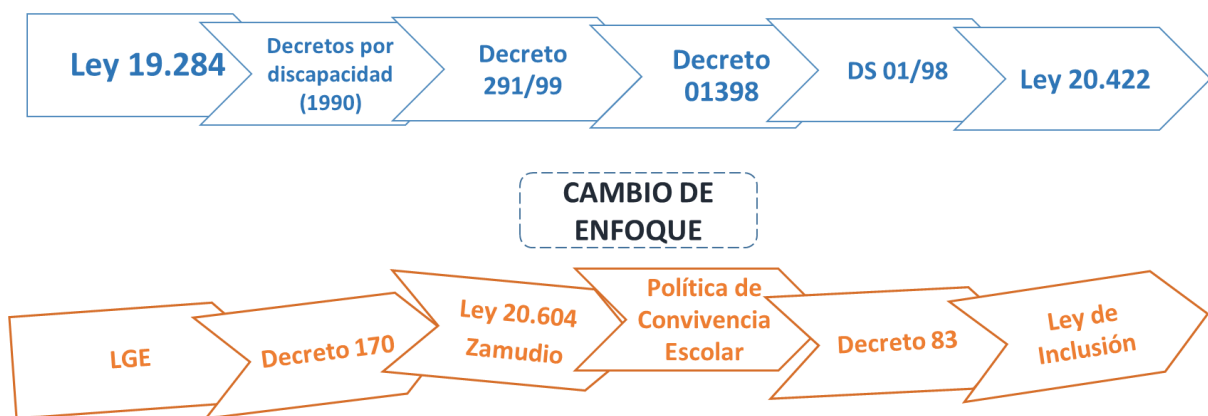 Ley 19.284
Decretos por
discapacidad
(1990)
Decreto
291/99
Decreto
01398
DS 01/98
Ley 20.422
CAMBIO DE
ENFOQUE
LGE
Decreto 170
Ley 20.604
Zamudio
Política de
Convivencia
Escolar
Decreto 83
Ley de
Inclusión